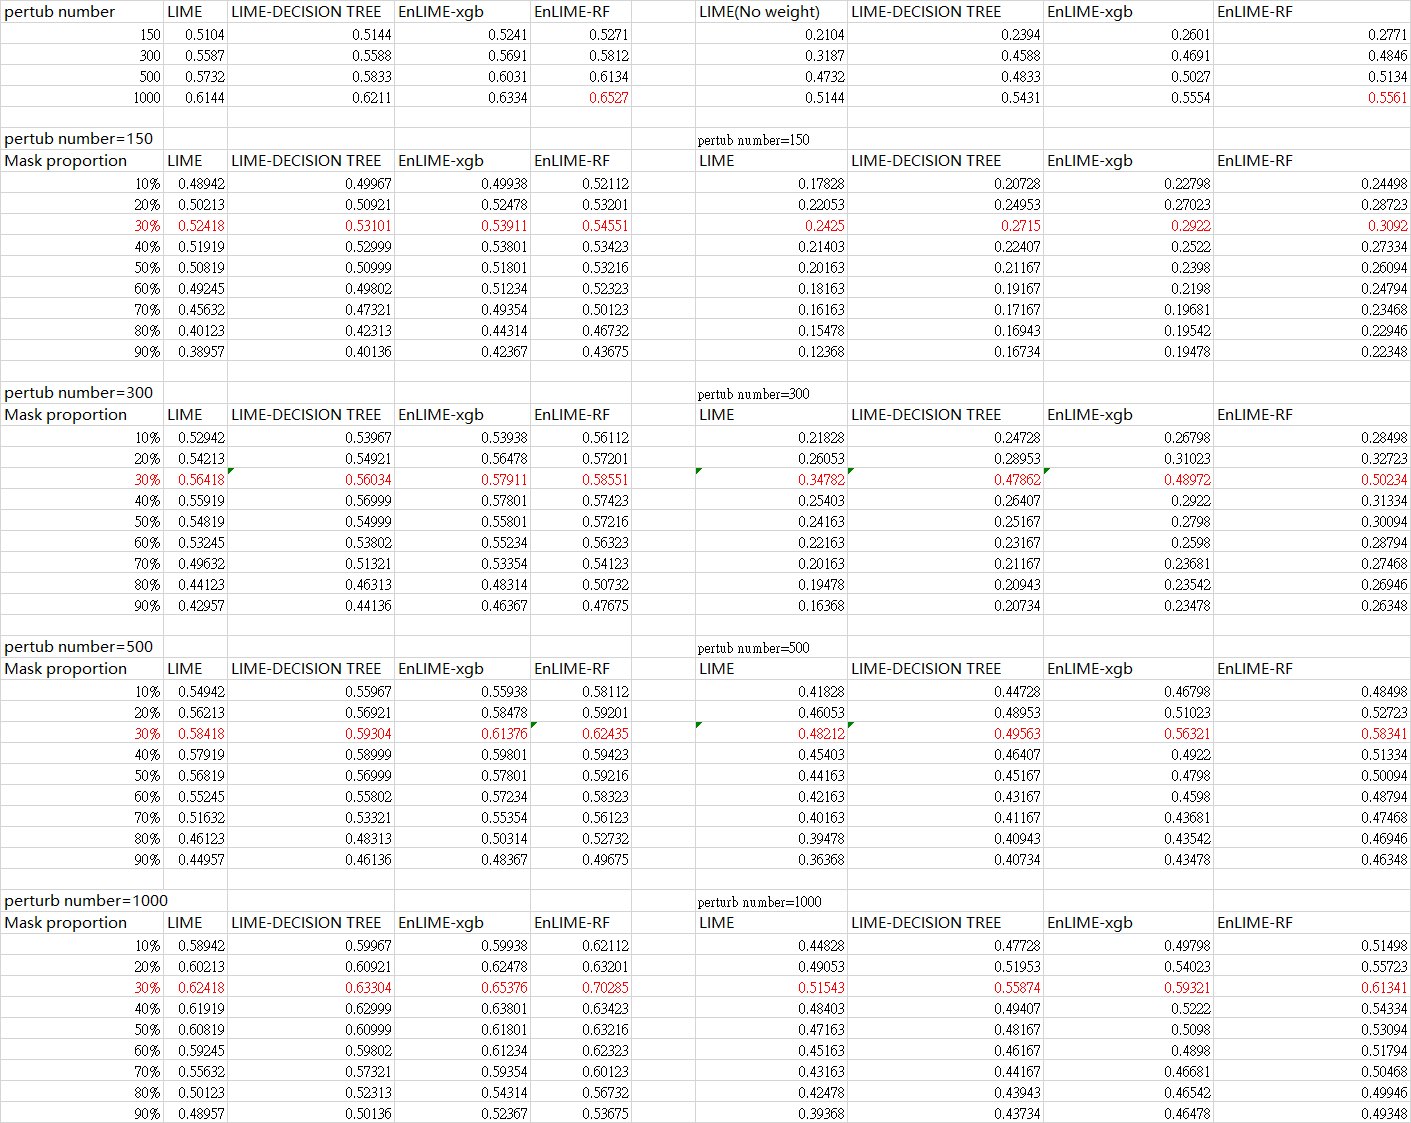 pertub number LIME LIME-DECISION TREE EnLIME-xgb EnLIME-RF LIME(No weight) LIME-DECISION TREE EnLIME-xgb EnLIME-RF
150 0.5104 0.5144 0.5241 0.5271 0.2104 0.2394 0.2601 0.2771
300 0.5587 0.5588 0.5691 0.5812 0.3187 0.4588 0.4691 0.4846
500 0.5732 0.5833 0.6031 0.6134 0.4732 0.4833 0.5027 0.5134
1000 0.6144 0.6211 0.6334 0.6527 0.5144 0.5431 0.5554 0.5561
pertub number=150 pertub number=150
Mask proportion LIME LIME-DECISION TREE EnLIME-xgb EnLIME-RF LIME LIME-DECISION TREE EnLIME-xgb EnLIME-RF
10% 0.48942 0.49967 0.49938 0.52112 0.17828 0.20728 0.22798 0.24498
20% 0.50213 0.50921 0.52478 0.53201 0.22053 0.24953 0.27023 0.28723
30% 0.52418 0.53101 0.53911 0.54551 0.2425 0.2715 0.2922 0.3092
40% 0.51919 0.52999 0.53801 0.53423 0.21403 0.22407 0.2522 0.27334
50% 0.50819 0.50999 0.51801 0.53216 0.20163 0.21167 0.2398 0.26094
60% 0.49245 0.49802 0.51234 0.52323 0.18163 0.19167 0.2198 0.24794
70% 0.45632 0.47321 0.49354 0.50123 0.16163 0.17167 0.19681 0.23468
80% 0.40123 0.42313 0.44314 0.46732 0.15478 0.16943 0.19542 0.22946
90% 0.38957 0.40136 0.42367 0.43675 0.12368 0.16734 0.19478 0.22348
pertub number=300 pertub number=300
Mask proportion LIME LIME-DECISION TREE EnLIME-xgb EnLIME-RF LIME LIME-DECISION TREE EnLIME-xgb EnLIME-RF
10% 0.52942 0.53967 0.53938 0.56112 0.21828 0.24728 0.26798 0.28498
20% 0.54213 0.54921 0.56478 0.57201 0.26053 0.28953 0.31023 0.32723
30% 0.56418 0.56034 0.57911 0.58551 0.34782 0.47862 0.48972 0.50234
40% 0.55919 0.56999 0.57801 0.57423 0.25403 0.26407 0.2922 0.31334
50% 0.54819 0.54999 0.55801 0.57216 0.24163 0.25167 0.2798 0.30094
60% 0.53245 0.53802 0.55234 0.56323 0.22163 0.23167 0.2598 0.28794
70% 0.49632 0.51321 0.53354 0.54123 0.20163 0.21167 0.23681 0.27468
80% 0.44123 0.46313 0.48314 0.50732 0.19478 0.20943 0.23542 0.26946
90% 0.42957 0.44136 0.46367 0.47675 0.16368 0.20734 0.23478 0.26348
pertub number=500 pertub number=500
Mask proportion LIME LIME-DECISION TREE EnLIME-xgb EnLIME-RF LIME LIME-DECISION TREE EnLIME-xgb EnLIME-RF
10% 0.54942 0.55967 0.55938 0.58112 0.41828 0.44728 0.46798 0.48498
20% 0.56213 0.56921 0.58478 0.59201 0.46053 0.48953 0.51023 0.52723
30% 0.58418 0.59304 0.61376 0.62435 0.48212 0.49563 0.56321 0.58341
40% 0.57919 0.58999 0.59801 0.59423 0.45403 0.46407 0.4922 0.51334
50% 0.56819 0.56999 0.57801 0.59216 0.44163 0.45167 0.4798 0.50094
60% 0.55245 0.55802 0.57234 0.58323 0.42163 0.43167 0.4598 0.48794
70% 0.51632 0.53321 0.55354 0.56123 0.40163 0.41167 0.43681 0.47468
80% 0.46123 0.48313 0.50314 0.52732 0.39478 0.40943 0.43542 0.46946
90% 0.44957 0.46136 0.48367 0.49675 0.36368 0.40734 0.43478 0.46348
perturb number=1000 perturb number=1000
Mask proportion LIME LIME-DECISION TREE EnLIME-xgb EnLIME-RF LIME LIME-DECISION TREE EnLIME-xgb EnLIME-RF
10% 0.58942 0.59967 0.59938 0.62112 0.44828 0.47728 0.49798 0.51498
20% 0.60213 0.60921 0.62478 0.63201 0.49053 0.51953 0.54023 0.55723
30% 0.62418 0.63304 0.65376 0.70285 0.51543 0.55874 0.59321 0.61341
40% 0.61919 0.62999 0.63801 0.63423 0.48403 0.49407 0.5222 0.54334
50% 0.60819 0.60999 0.61801 0.63216 0.47163 0.48167 0.5098 0.53094
60% 0.59245 0.59802 0.61234 0.62323 0.45163 0.46167 0.4898 0.51794
70% 0.55632 0.57321 0.59354 0.60123 0.43163 0.44167 0.46681 0.50468
80% 0.50123 0.52313 0.54314 0.56732 0.42478 0.43943 0.46542 0.49946
90% 0.48957 0.50136 0.52367 0.53675 0.39368 0.43734 0.46478 0.49348